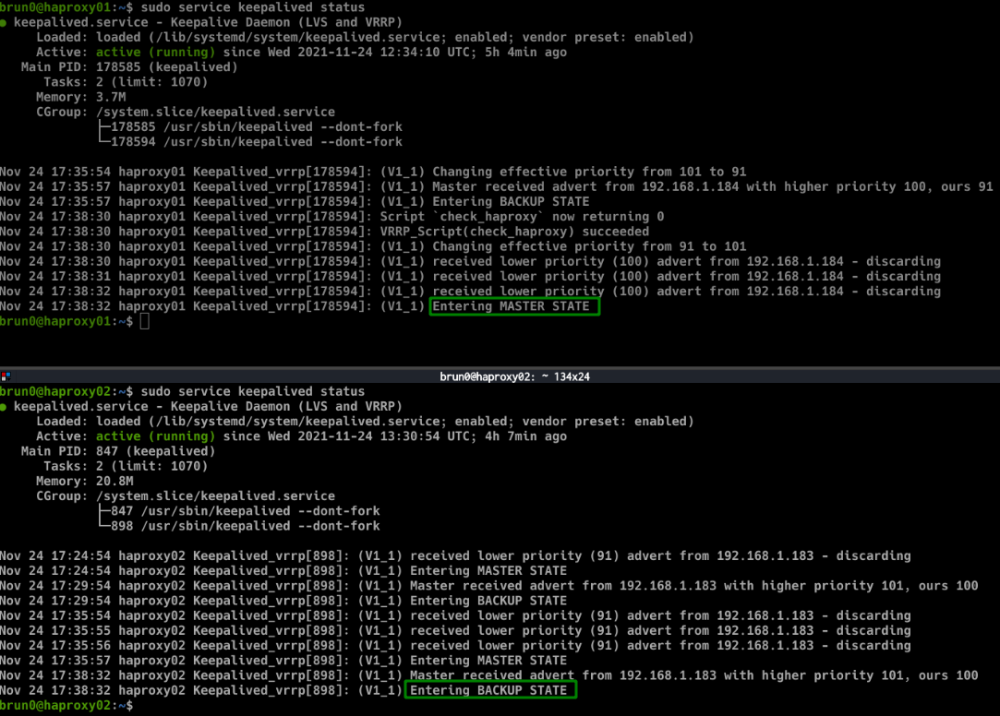 brun0@haproxy01:~$ sudo service keepalived status
● keepalived.service - Keepalive Daemon (LVS and VRRP)
Loaded: loaded (/lib/systemd/system/keepalived.service; enabled; vendor preset: enabled)
Active: active (running) since Wed 2021-11-24 12:34:10 UTC; 5h 4min ago
Main PID: 178585 (keepalived)
Tasks: 2 (limit: 1070)
Memory: 3.7M
CGroup: /system.slice/keepalived.service
├─178585 /usr/sbin/keepalived --dont-fork
└─178594 /usr/sbin/keepalived --dont-fork
Nov 24 17:35:54 haproxy01 Keepalived_vrrp[178594]: (V1_1) Changing effective priority from 101 to 91
Nov 24 17:35:57 haproxy01 Keepalived_vrrp[178594]: (V1_1) Master received advert from 192.168.1.184 with higher priority 100, ours 91
Nov 24 17:35:57 haproxy01 Keepalived_vrrp[178594]: (V1_1) Entering BACKUP STATE
Nov 24 17:38:30 haproxy01 Keepalived_vrrp[178594]: Script `check_haproxy` now returning 0
Nov 24 17:38:30 haproxy01 Keepalived_vrrp[178594]: VRRP_Script(check_haproxy) succeeded
Nov 24 17:38:30 haproxy01 Keepalived_vrrp[178594]: (V1_1) Changing effective priority from 91 to 101
Nov 24 17:38:30 haproxy01 Keepalived_vrrp[178594]: (V1_1) received lower priority (100) advert from 192.168.1.184 - discarding
Nov 24 17:38:31 haproxy01 Keepalived_vrrp[178594]: (V1_1) received lower priority (100) advert from 192.168.1.184 - discarding
Nov 24 17:38:32 haproxy01 Keepalived_vrrp[178594]: (V1_1) received lower priority (100) advert from 192.168.1.184 - discarding
Nov 24 17:38:32 haproxy01 Keepalived_vrrp[178594]: (V1_1) Entering MASTER STATE
brun0@haproxy01:~$
brun0@haproxy02: ~ 134x24
brun0@haproxy02:~$ sudo service keepalived status
● keepalived.service - Keepalive Daemon (LVS and VRRP)
Loaded: loaded (/lib/systemd/system/keepalived.service; enabled; vendor preset: enabled)
Active: active (running) since Wed 2021-11-24 13:30:54 UTC; 4h 7min ago
Main PID: 847 (keepalived)
Tasks: 2 (limit: 1070)
Memory: 20.8M
CGroup: /system.slice/keepalived.service
├─847 /usr/sbin/keepalived --dont-fork
└─898 /usr/sbin/keepalived --dont-fork
Nov 24 17:24:54 haproxy02 Keepalived_vrrp[898]: (V1_1) received lower priority (91) advert from 192.168.1.183 - discarding
Nov 24 17:24:54 haproxy02 Keepalived_vrrp[898]: (V1_1) Entering MASTER STATE
Nov 24 17:29:54 haproxy02 Keepalived_vrrp[898]: (V1_1) Master received advert from 192.168.1.183 with higher priority 101, ours 100
Nov 24 17:29:54 haproxy02 Keepalived_vrrp[898]: (V1_1) Entering BACKUP STATE
Nov 24 17:35:54 haproxy02 Keepalived_vrrp[898]: (V1_1) received lower priority (91) advert from 192.168.1.183 - discarding
Nov 24 17:35:55 haproxy02 Keepalived_vrrp[898]: (V1_1) received lower priority (91) advert from 192.168.1.183 - discarding
Nov 24 17:35:56 haproxy02 Keepalived_vrrp[898]: (V1_1) received lower priority (91) advert from 192.168.1.183 - discarding
Nov 24 17:35:57 haproxy02 Keepalived_vrrp[898]: (V1_1) Entering MASTER STATE
Nov 24 17:38:32 haproxy02 Keepalived_vrrp[898]: (V1_1) Master received advert from 192.168.1.183 with higher priority 101, ours 100
Nov 24 17:38:32 haproxy02 Keepalived_vrrp[898]: (V1_1) Entering BACKUP STATE
brun0@haproxy02:~$